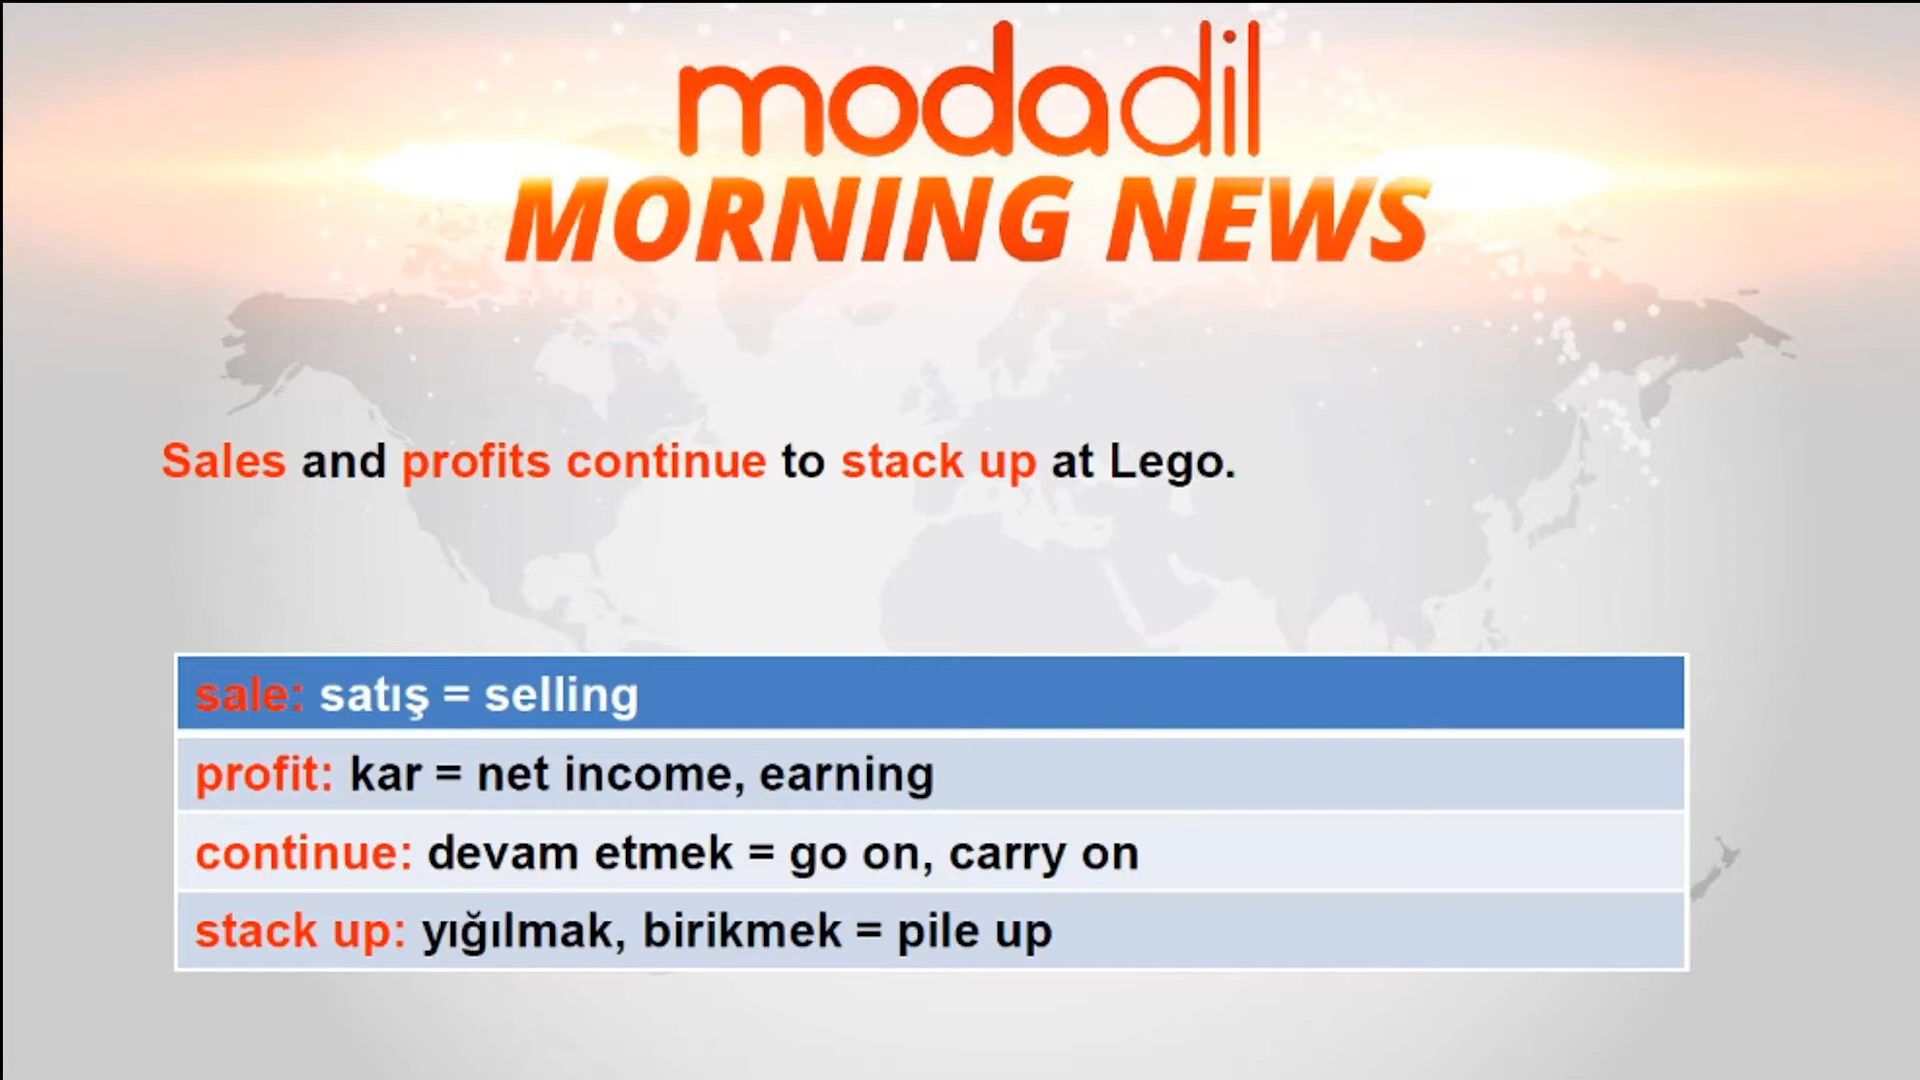 modadil
MORNING NEWS
Sales and profits continue to stack up at Lego.
sale: satış = selling
profit: kar = net income, earning
continue: devam etmek = go on, carry on
stack up: yığılmak, birikmek = pile up